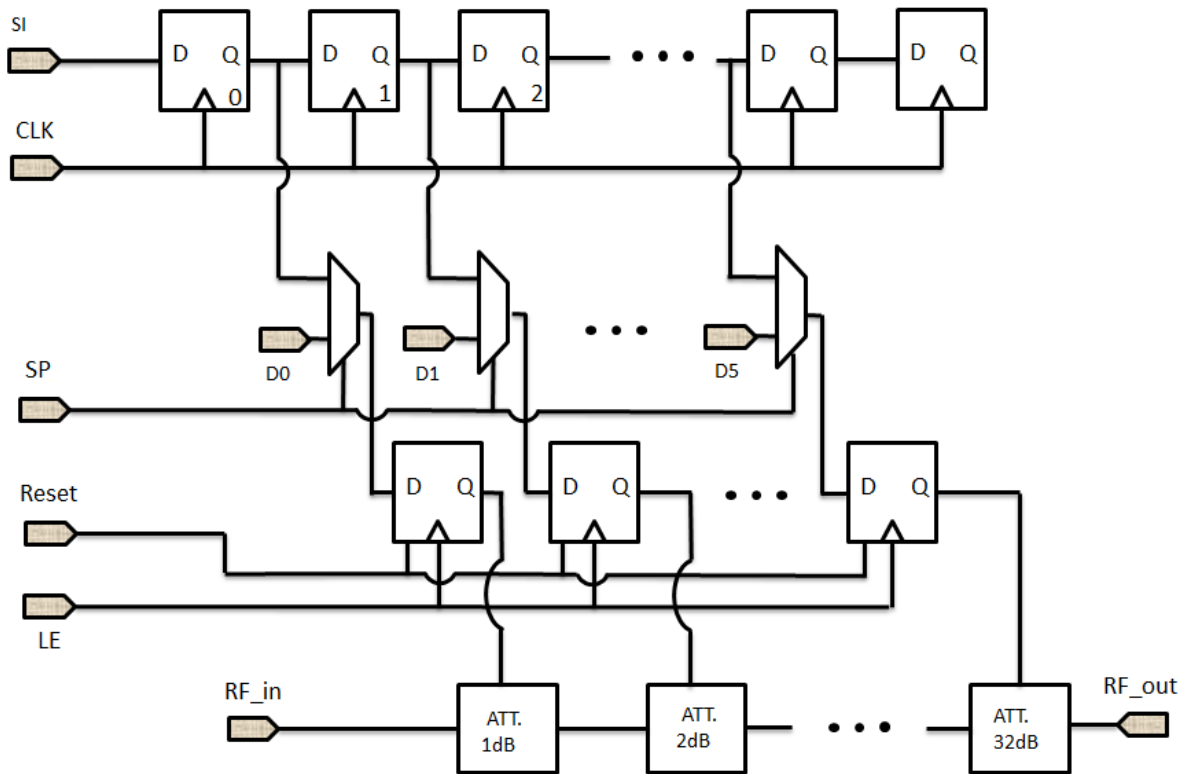 SI
D Q
0
D Q
1
D Q
2
• • •
D Q
D Q
CLK
D0
D1
• • •
D5
SP
D Q
D Q
• • •
D Q
Reset
LE
RF_in
ATT.
1dB
ATT.
2dB
• • •
ATT.
32dB
RF_out